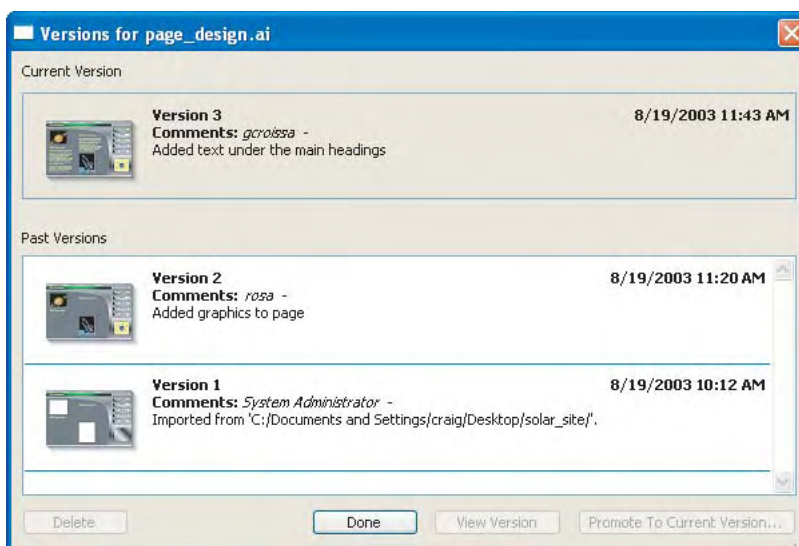 Versions for page_design.ai
Current Version
Version 3 8/19/2003 11:43 AM
Comments: gcroissa -
Added text under the main headings
Past Versions
Version 2 8/19/2003 11:20 AM
Comments: rosa -
Added graphics to page
Version 1 8/19/2003 10:12 AM
Comments: System Administrator -
Imported from 'C:/Documents and Settings/craig/Desktop/solar_site/'.
Delete Done View Version Promote To Current Version...